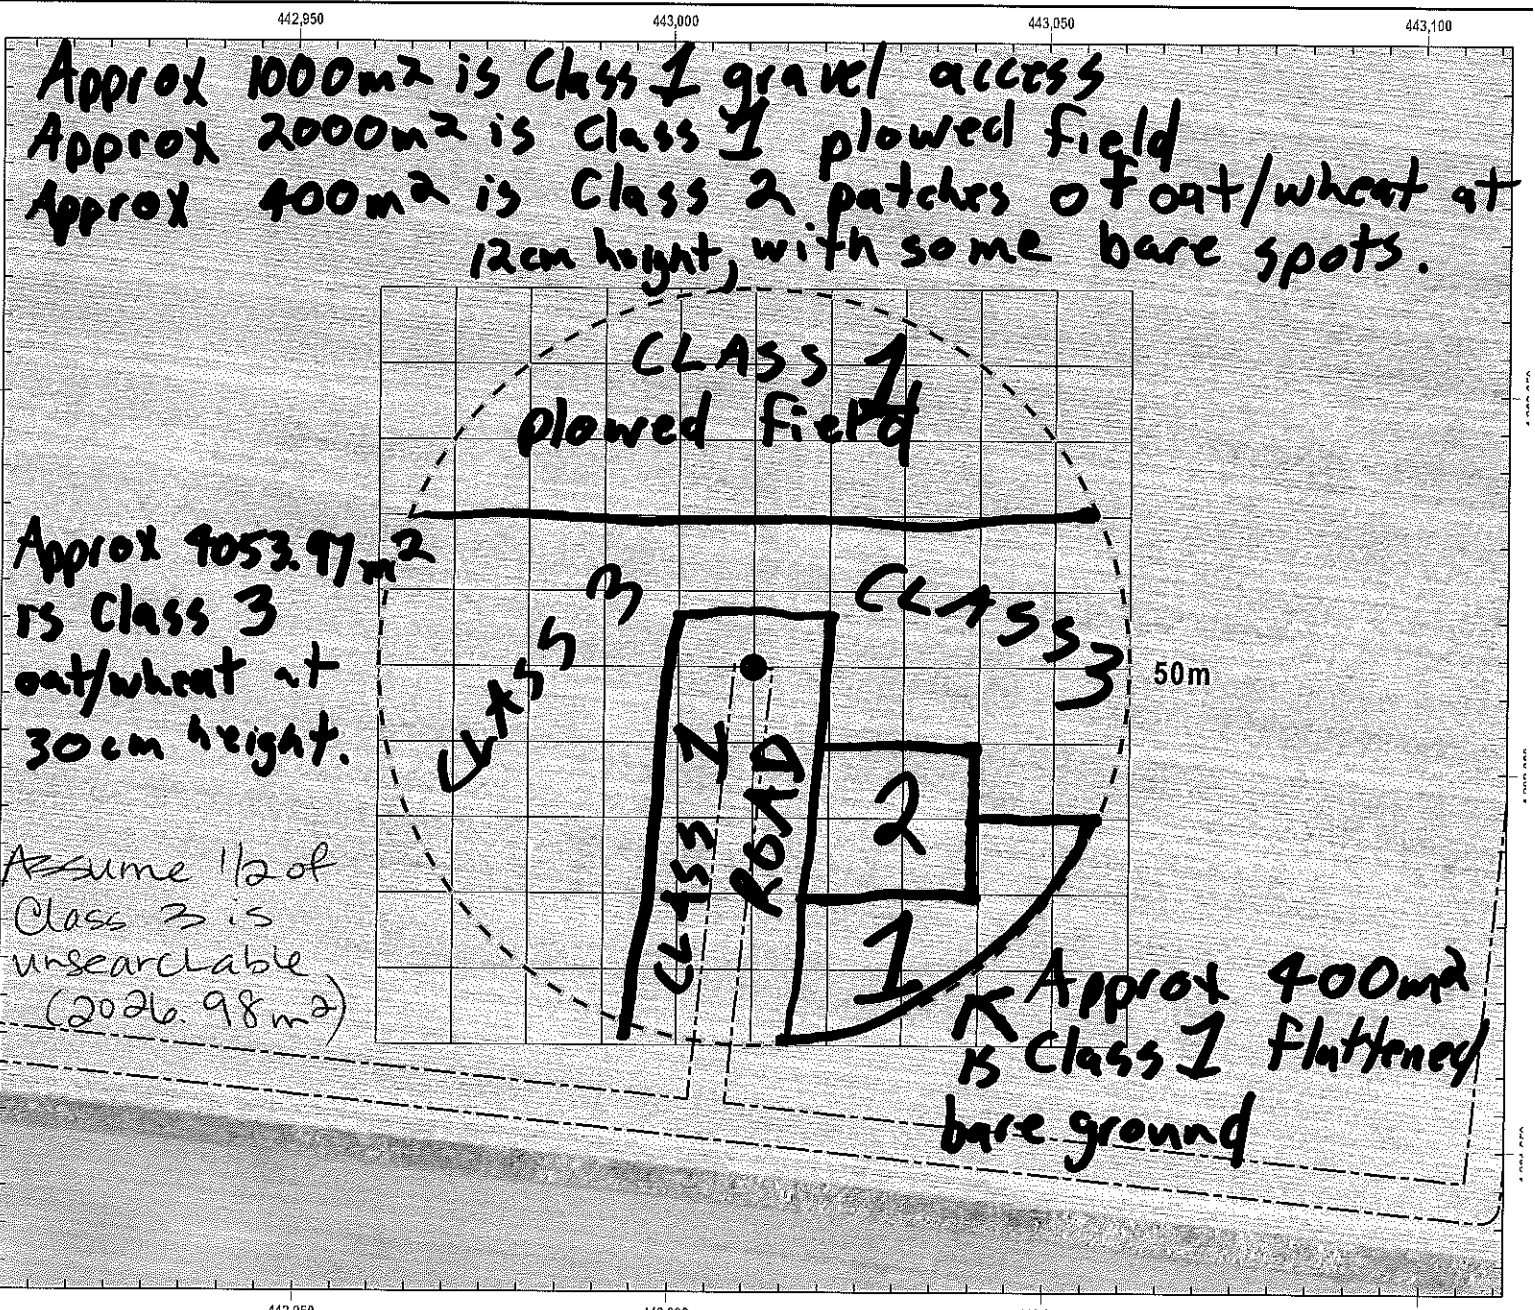 442,950 443,000 443,050 443,100
Approx 1000m² is Class 1 gravel access
Approx 2000m² is Class 1 plowed field
Approx 400m² is Class 2 patches of oat/wheat at
12cm height, with some bare spots.
CLASS 1
plowed field
Approx 4053.97m²
is Class 3
oat/wheat at
30cm height.
CLASS 3
CLASS 3
50m
CLASS 1
ROAD
2
1
Assume 1/2 of
Class 3 is
unsearchable
(2026.98m²)
Approx 400m²
is Class 1 flattened
bare ground